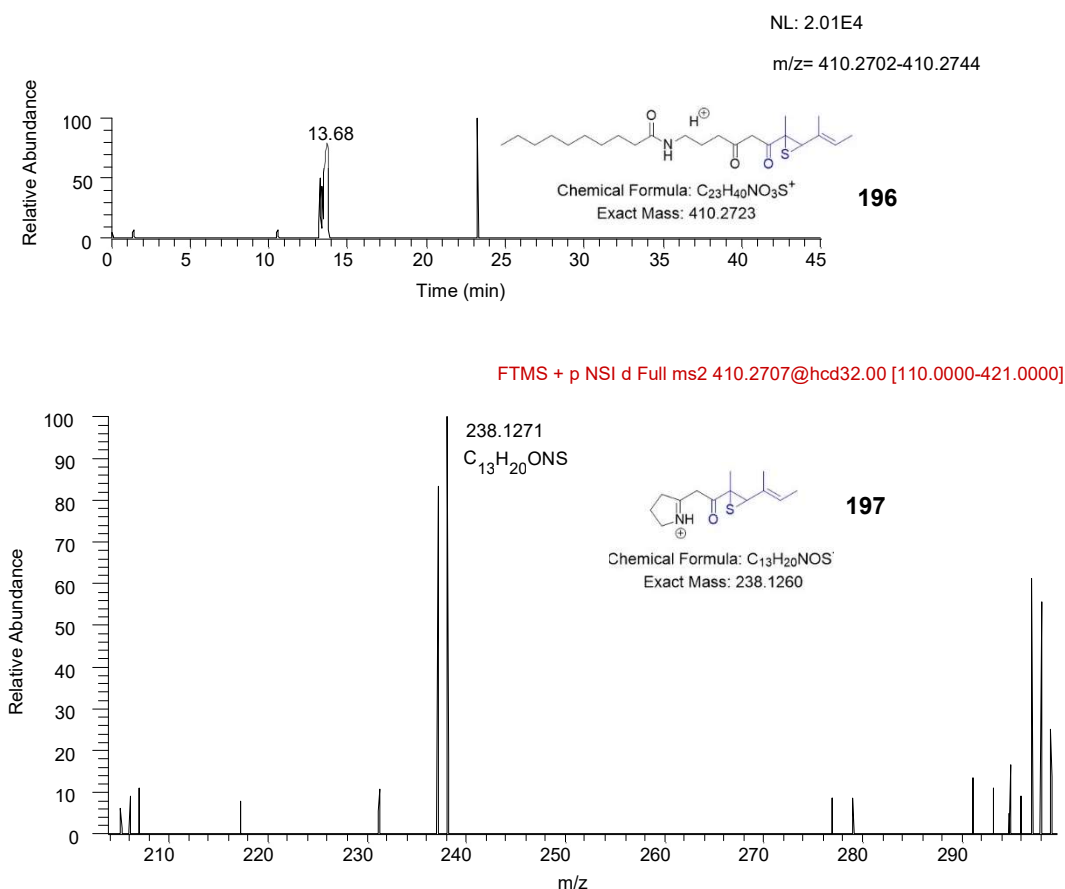 NL: 2.01E4
m/z= 410.2702-410.2744
Relative Abundance
100
50
0
13.68
O
H⊕
N
H
O
O
S
Chemical Formula: C₂₃H₄₀NO₃S⁺
Exact Mass: 410.2723
196
0 5 10 15 20 25 30 35 40 45
Time (min)
FTMS + p NSI d Full ms2 410.2707@hcd32.00 [110.0000-421.0000]
Relative Abundance
100
90
80
70
60
50
40
30
20
10
0
238.1271
C₁₃H₂₀ONS
NH
⊕
O
S
Chemical Formula: C₁₃H₂₀NOS
Exact Mass: 238.1260
197
210 220 230 240 250 260 270 280 290
m/z